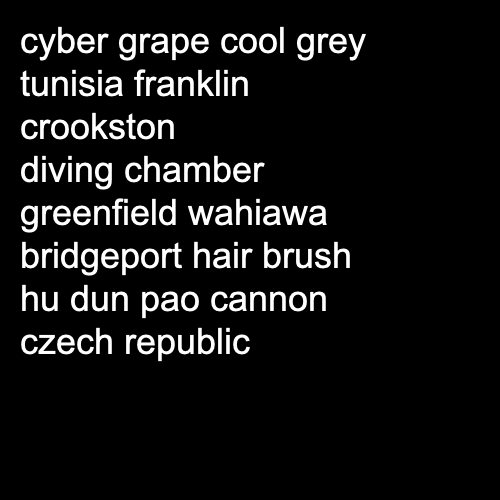 cyber grape cool grey
tunisia franklin
crookston
diving chamber
greenfield wahiawa
bridgeport hair brush
hu dun pao cannon
czech republic